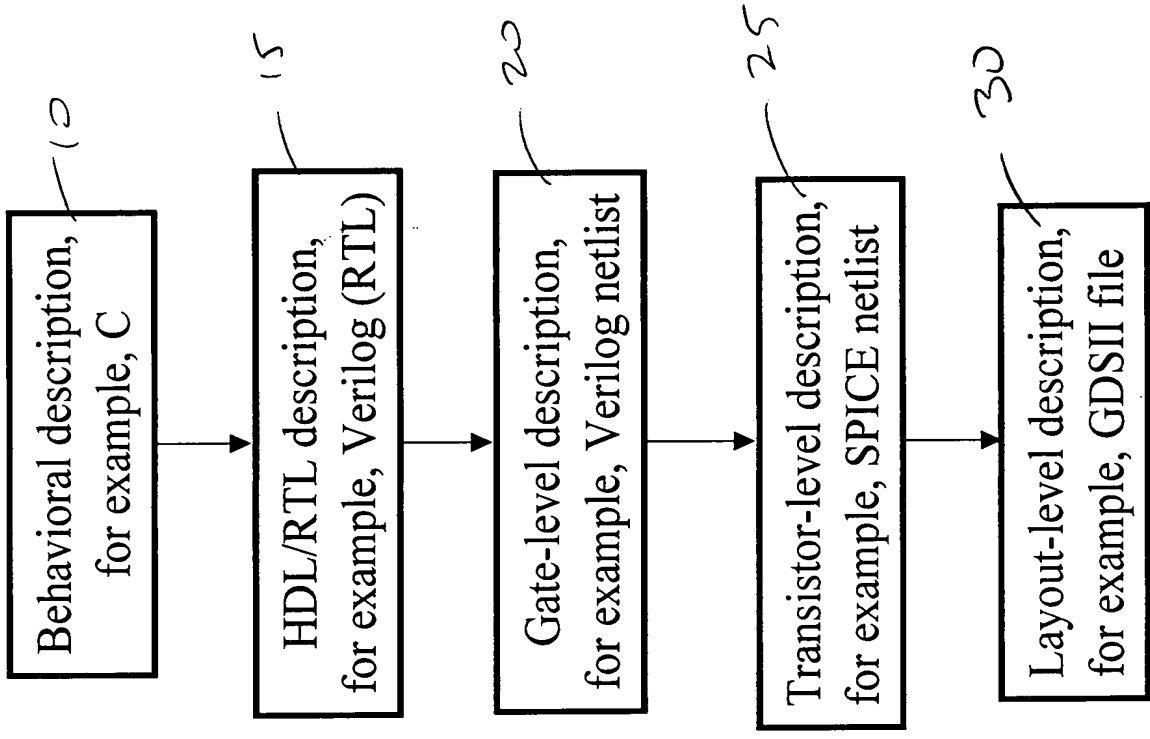 Behavioral description,
for example, C
10
HDL/RTL description,
for example, Verilog (RTL)
15
Gate-level description,
for example, Verilog netlist
20
Transistor-level description,
for example, SPICE netlist
25
Layout-level description,
for example, GDSII file
30